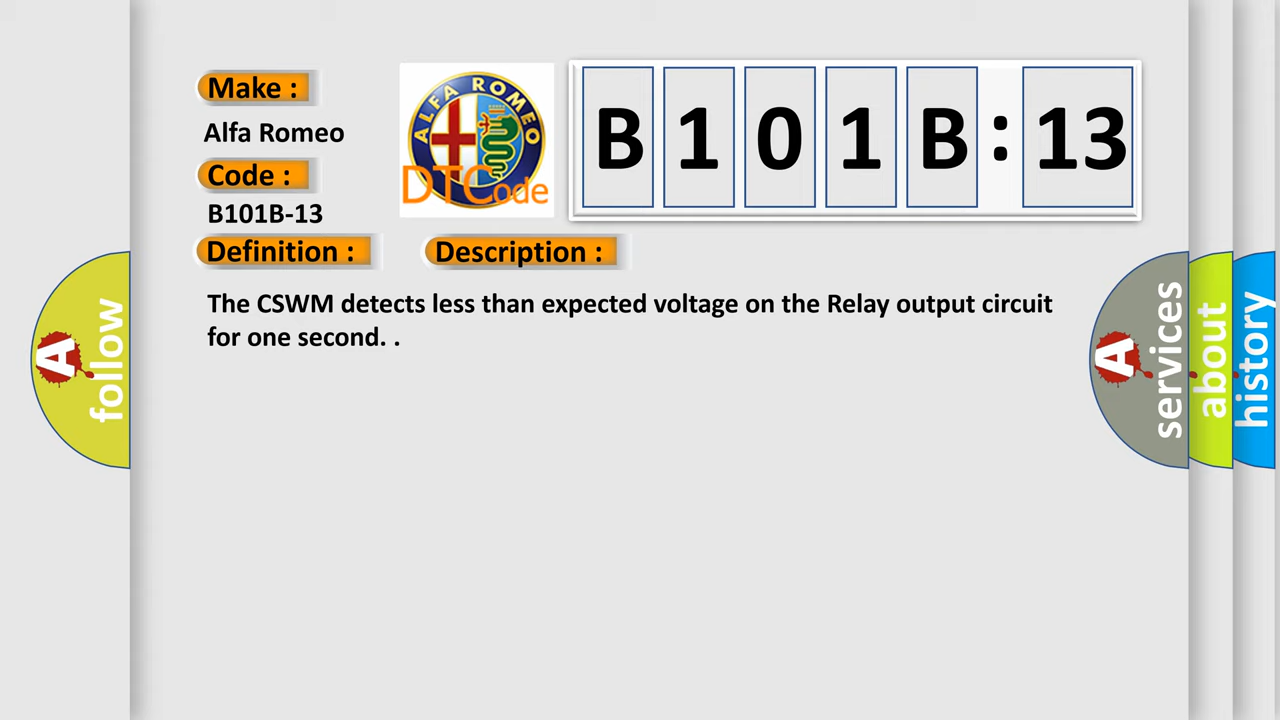 Make :
Alfa Romeo
Code :
B101B-13
ALFA ROMEO
DTCode
B 1 0 1 B : 13
Definition :
Description :
The CSWM detects less than expected voltage on the Relay output circuit
for one second. .
A follow
A services
about
history